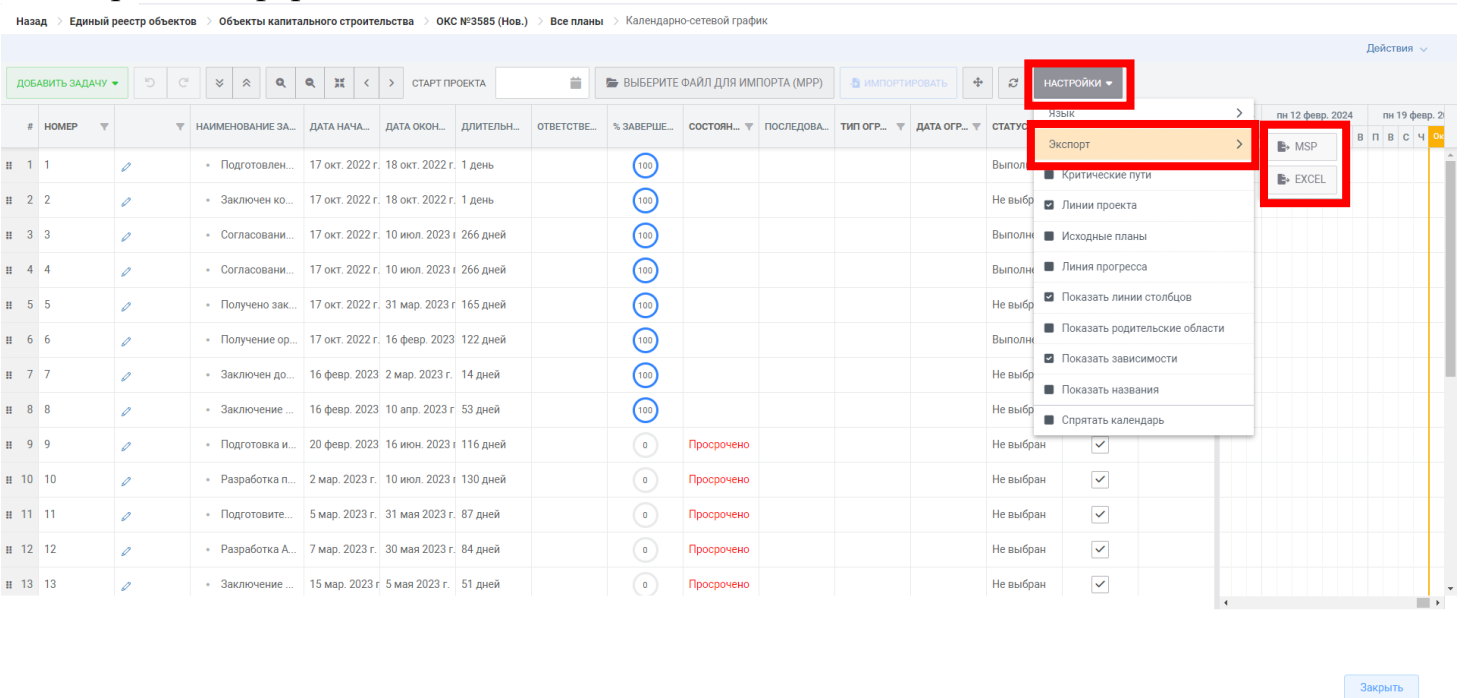 Назад > Единый реестр объектов > Объекты капитального строительства > ОКС №3585 (Нов.) > Все планы > Календарно-сетевой график
Действия
ДОБАВИТЬ ЗАДАЧУ СТАРТ ПРОЕКТА ВЫБЕРИТЕ ФАЙЛ ДЛЯ ИМПОРТА (MPP) ИМПОРТИРОВАТЬ НАСТРОЙКИ
# НОМЕР НАИМЕНОВАНИЕ ЗА... ДАТА НАЧА... ДАТА ОКОН... ДЛИТЕЛЬН... ОТВЕТСТВЕ... % ЗАВЕРШЕ... СОСТОЯН... ПОСЛЕДОВА... ТИП ОГР... ДАТА ОГР... СТАТУС
пн 12 февр. 2024 пн 19 февр. 2
В П В С Ч
Язык
Экспорт
MSP
EXCEL
Критические пути
Линии проекта
Исходные планы
Линия прогресса
Показать линии столбцов
Показать родительские области
Показать зависимости
Показать названия
Спрятать календарь
1 1 Подготовлен... 17 окт. 2022 г. 18 окт. 2022 г. 1 день 100 Выполн
2 2 Заключен ко... 17 окт. 2022 г. 18 окт. 2022 г. 1 день 100 Не выбр
3 3 Согласовани... 17 окт. 2022 г. 10 июл. 2023 г 266 дней 100 Выполн
4 4 Согласовани... 17 окт. 2022 г. 10 июл. 2023 г 266 дней 100 Выполн
5 5 Получено зак... 17 окт. 2022 г. 31 мар. 2023 г 165 дней 100 Не выбр
6 6 Получение ор... 17 окт. 2022 г. 16 февр. 2023 122 дней 100 Выполн
7 7 Заключен до... 16 февр. 2023 2 мар. 2023 г. 14 дней 100 Не выбр
8 8 Заключение ... 16 февр. 2023 10 апр. 2023 г 53 дней 100 Не выбр
9 9 Подготовка и... 20 февр. 2023 16 июн. 2023 г 116 дней 0 Просрочено Не выбран
10 10 Разработка п... 2 мар. 2023 г. 10 июл. 2023 г 130 дней 0 Просрочено Не выбран
11 11 Подготовите... 5 мар. 2023 г. 31 мая 2023 г. 87 дней 0 Просрочено Не выбран
12 12 Разработка А... 7 мар. 2023 г. 30 мая 2023 г. 84 дней 0 Просрочено Не выбран
13 13 Заключение ... 15 мар. 2023 г 5 мая 2023 г. 51 дней 0 Просрочено Не выбран
Закрыть